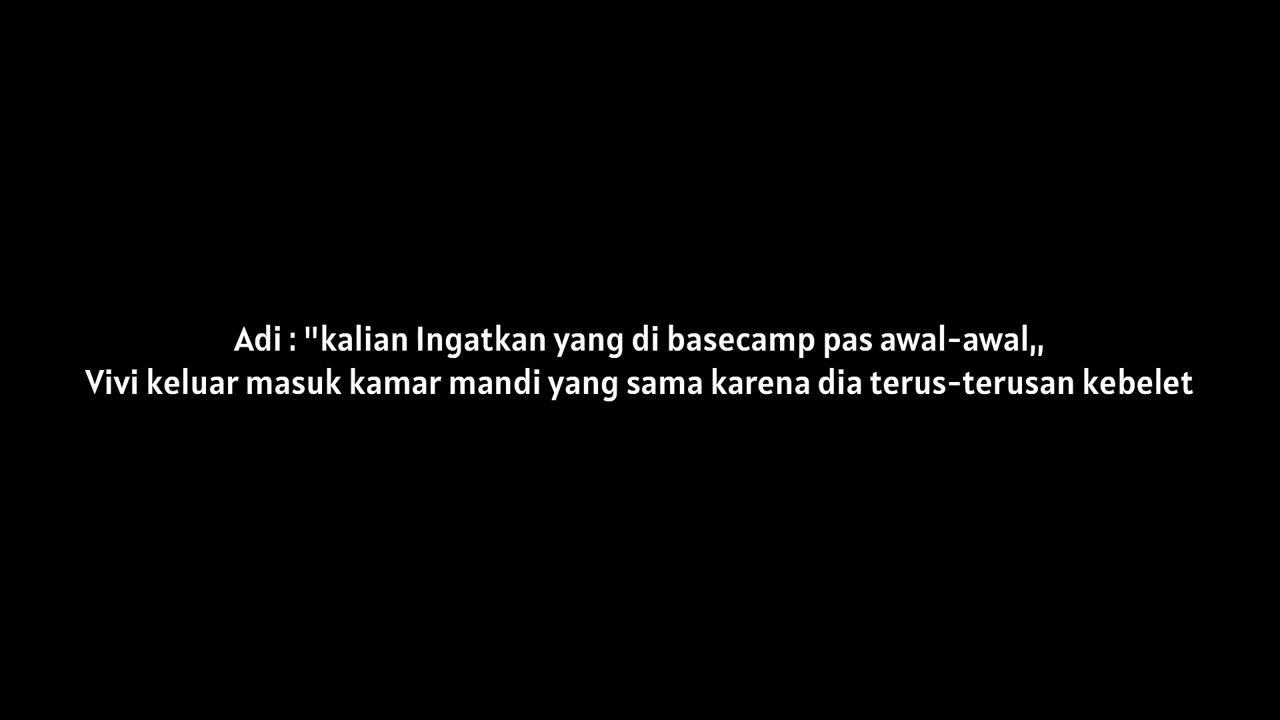 Adi : "kalian Ingatkan yang di basecamp pas awal-awal,,
Vivi keluar masuk kamar mandi yang sama karena dia terus-terusan kebelet